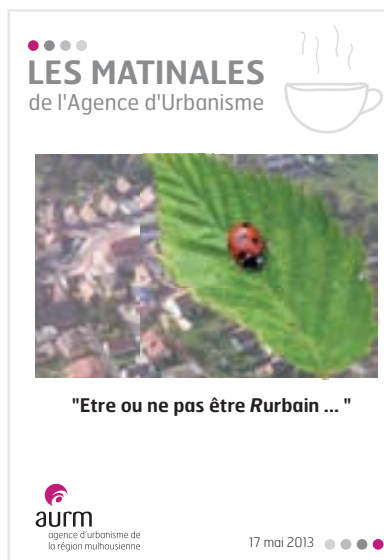 LES MATINALES
de l'Agence d'Urbanisme
"Etre ou ne pas être Rurbain ... "
aurm
agence d'urbanisme de
la région mulhousienne
17 mai 2013